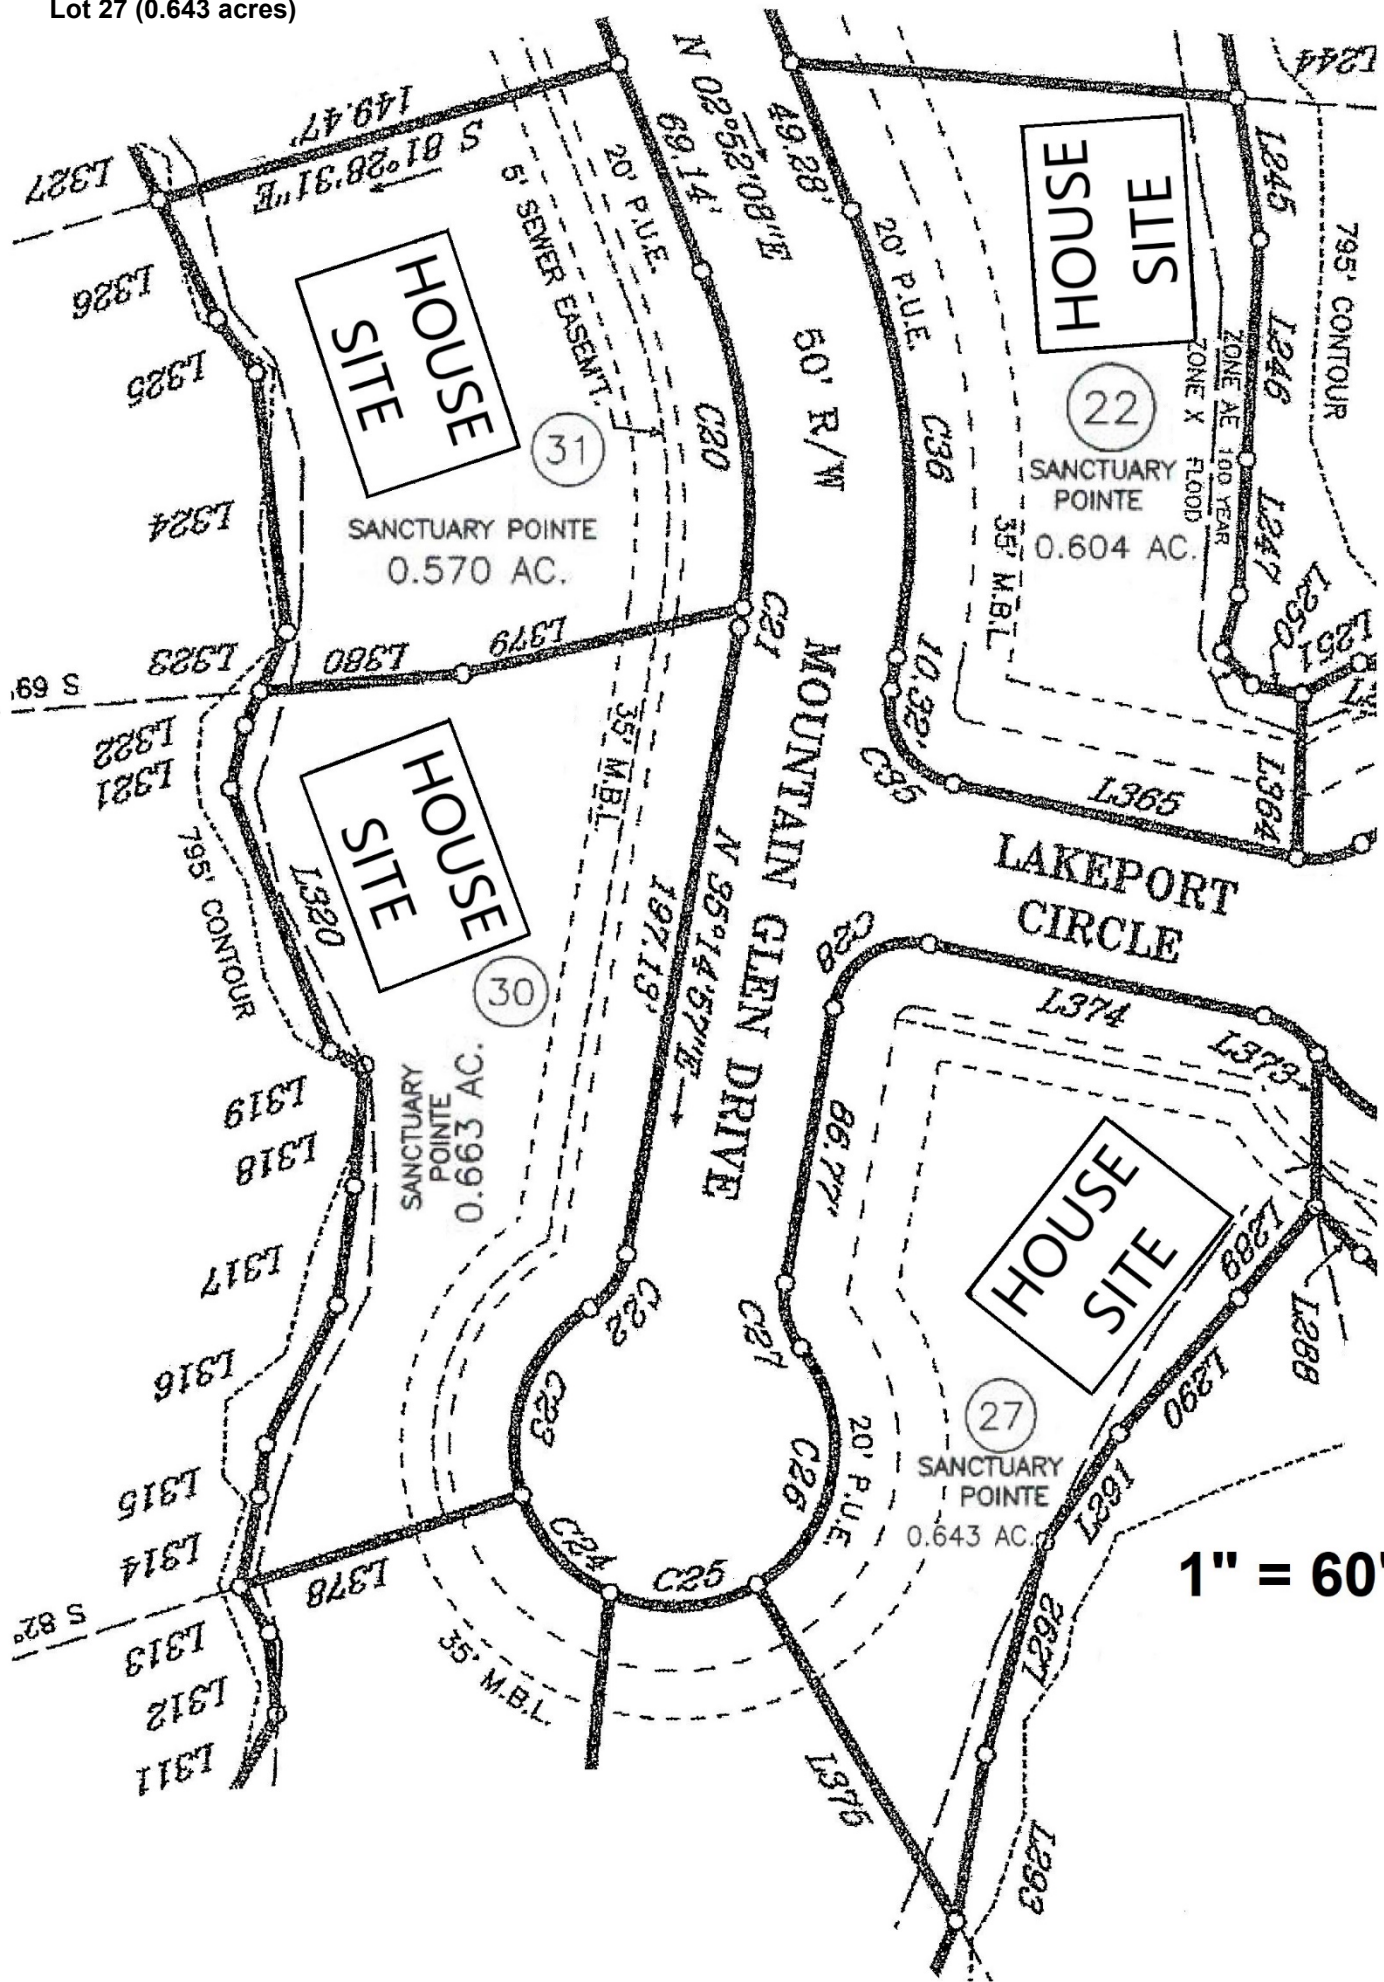 Lot 27 (0.643 acres)
L244
149.47'
S 81°28'31"E
L327
N 02°52'08"E
69.14'
49.28'
20' P.U.E.
5' SEWER EASEM'T.
20' P.U.E.
HOUSE
SITE
L245
795' CONTOUR
L326
HOUSE
SITE
L325
50' R/W
C20
C36
ZONE X
FLOOD
ZONE AE
100 YEAR
L246
22
SANCTUARY
POINTE
0.604 AC.
31
SANCTUARY POINTE
0.570 AC.
L324
35' M.B.L
L247
L250
L251
C21
L379
L380
L323
S 69°
L322
L321
10.32'
C35
L365
L364
35' M.B.L.
HOUSE
SITE
MOUNTAIN GLEN DRIVE
LAKEPORT
CIRCLE
795' CONTOUR
L320
197.13'
N 35°14'57"E
30
SANCTUARY
POINTE
0.663 AC.
C28
L374
L373
L319
L318
86.77'
HOUSE
SITE
L317
L289
L288
C22
C27
L316
L290
C23
C26
20' P.U.E.
27
SANCTUARY
POINTE
0.643 AC.
L291
L315
L314
L378
C24
C25
1" = 60'
S 82°
L313
L292
35' M.B.L.
L312
L311
L375
L293